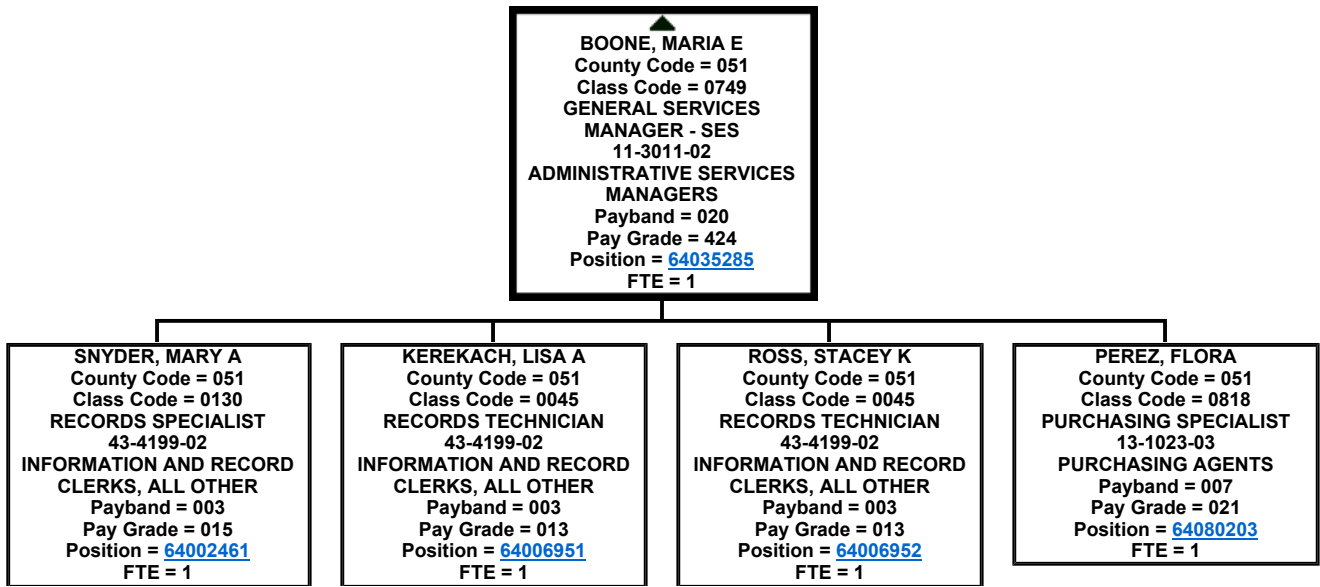 BOONE, MARIA E
County Code = 051
Class Code = 0749
GENERAL SERVICES
MANAGER - SES
11-3011-02
ADMINISTRATIVE SERVICES
MANAGERS
Payband = 020
Pay Grade = 424
Position = 64035285
FTE = 1
SNYDER, MARY A
County Code = 051
Class Code = 0130
RECORDS SPECIALIST
43-4199-02
INFORMATION AND RECORD
CLERKS, ALL OTHER
Payband = 003
Pay Grade = 015
Position = 64002461
FTE = 1
KEREKACH, LISA A
County Code = 051
Class Code = 0045
RECORDS TECHNICIAN
43-4199-02
INFORMATION AND RECORD
CLERKS, ALL OTHER
Payband = 003
Pay Grade = 013
Position = 64006951
FTE = 1
ROSS, STACEY K
County Code = 051
Class Code = 0045
RECORDS TECHNICIAN
43-4199-02
INFORMATION AND RECORD
CLERKS, ALL OTHER
Payband = 003
Pay Grade = 013
Position = 64006952
FTE = 1
PEREZ, FLORA
County Code = 051
Class Code = 0818
PURCHASING SPECIALIST
13-1023-03
PURCHASING AGENTS
Payband = 007
Pay Grade = 021
Position = 64080203
FTE = 1